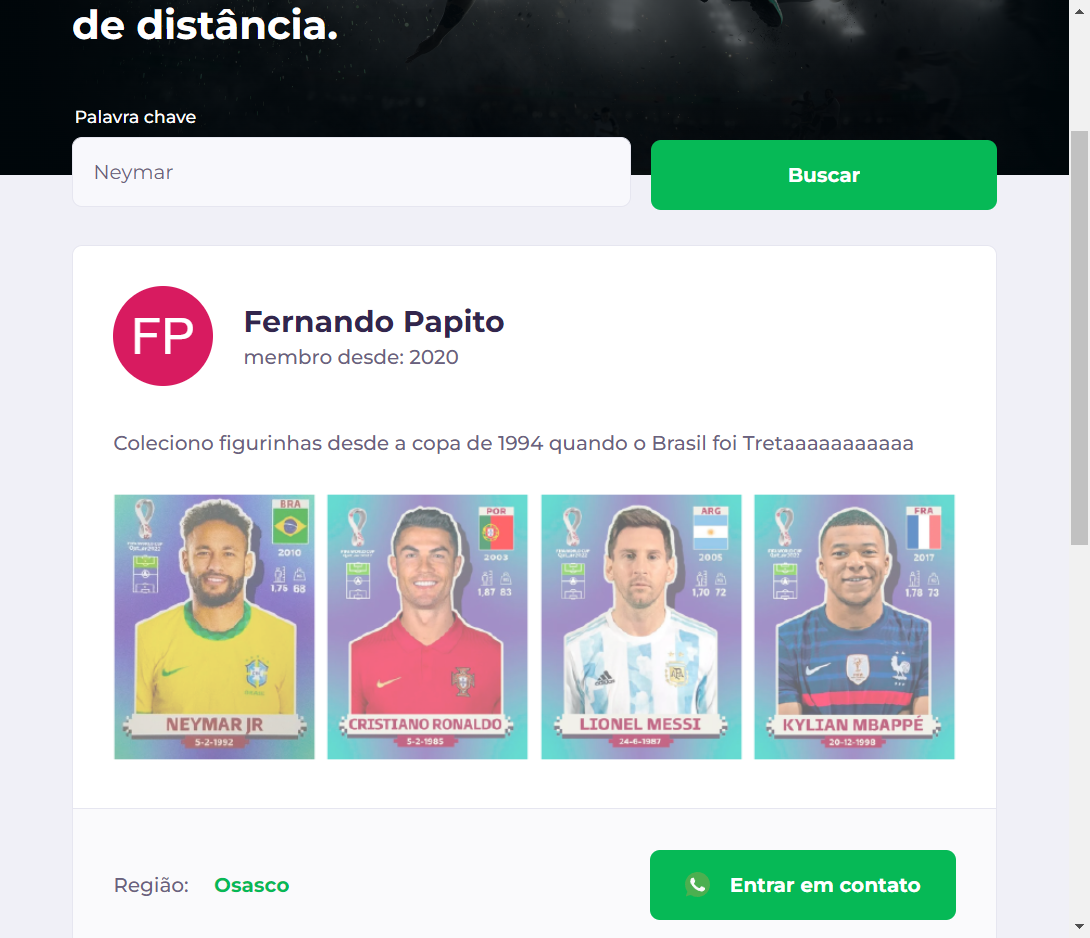 de distância.
Palavra chave
Neymar
Buscar
FP
Fernando Papito
membro desde: 2020
Coleciono figurinhas desde a copa de 1994 quando o Brasil foi Tretaaaaaaaaaaa
BRA
2010
1,76 68
NEYMAR JR
5-2-1992
POR
2003
1,87 83
CRISTIANO RONALDO
5-2-1985
ARG
2005
1,70 72
LIONEL MESSI
24-6-1987
FRA
2017
1,78 73
KYLIAN MBAPPÉ
20-12-1998
Região: Osasco
Entrar em contato